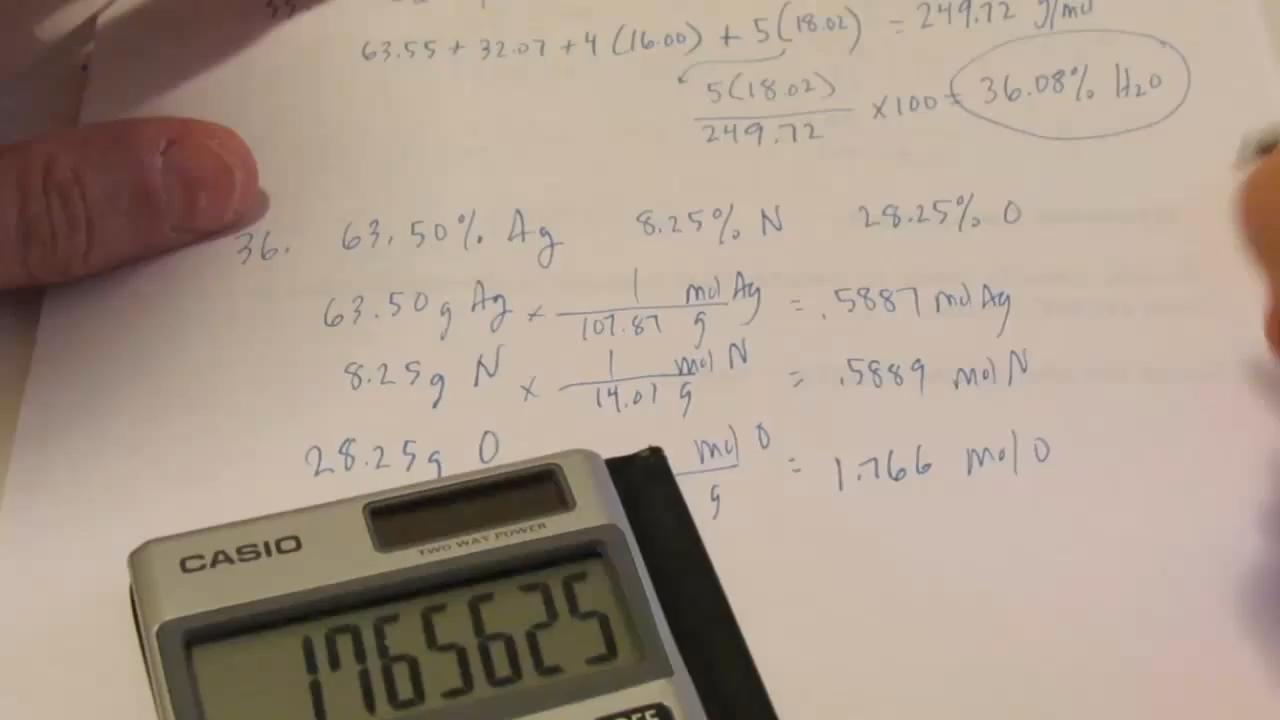 63.55 + 32.07 + 4 (16.00) + 5 (18.02) = 249.72 g/mol
5(18.02)
249.72
x100 = 36.08% H2O
36. 63.50% Ag 8.25% N 28.25% O
63.50 g Ag x 1 mol Ag = .5887 mol Ag
107.87 g
8.25g N x 1 mol N = .5889 mol N
14.01 g
28.25g O mol O = 1.766 mol O
g
CASIO
TWO WAY POWER
1.765625